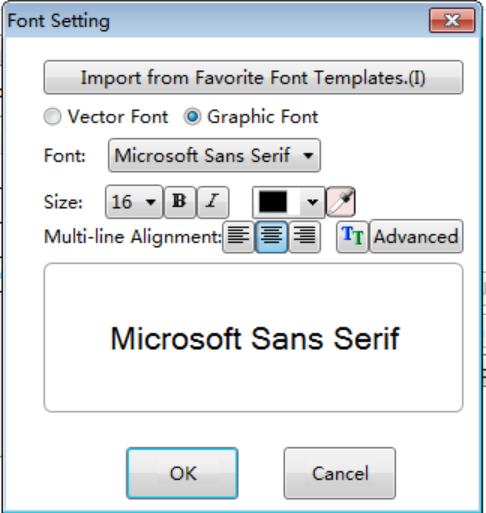 Font Setting
Import from Favorite Font Templates.(I)
Vector Font Graphic Font
Font: Microsoft Sans Serif
Size: 16 B I
Multi-line Alignment: TT Advanced
Microsoft Sans Serif
OK Cancel